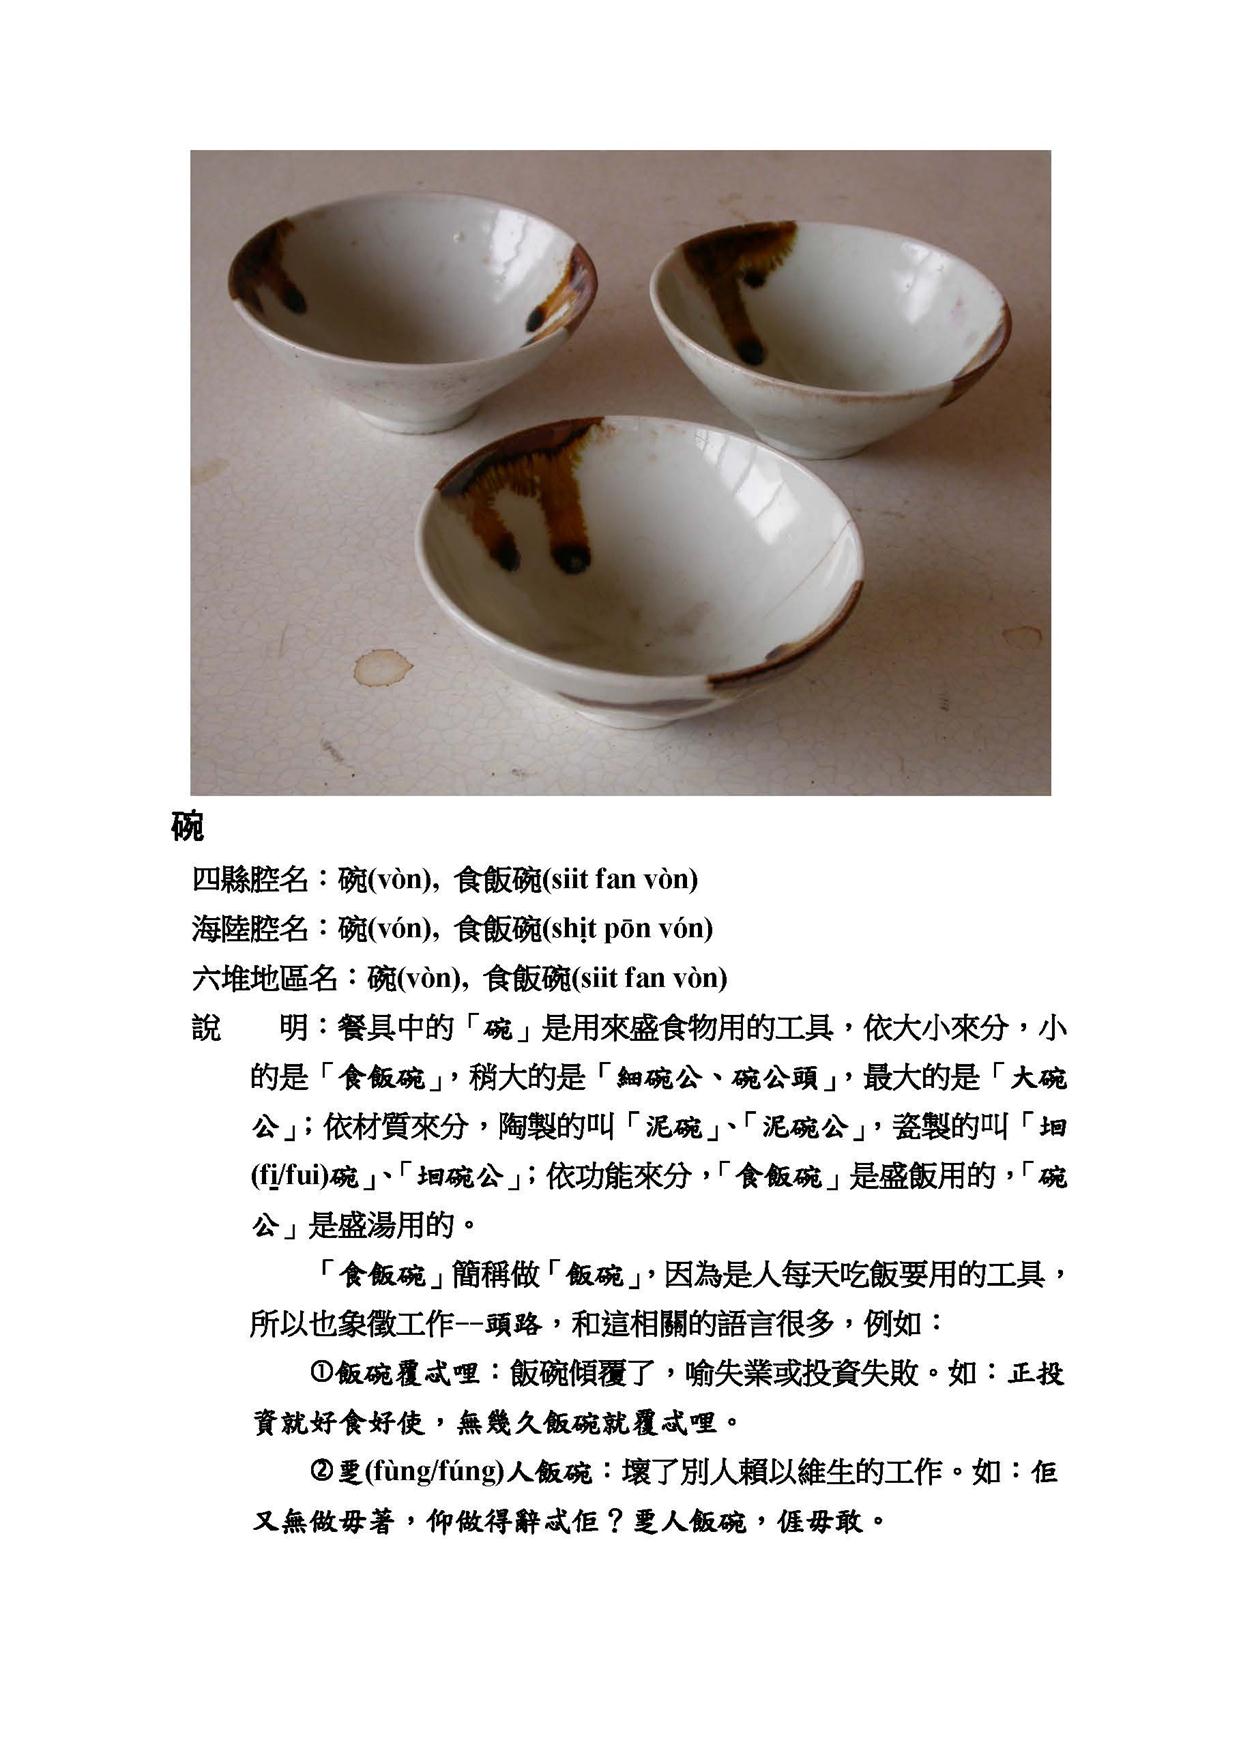 碗
四縣腔名：碗(vòn), 食飯碗(siit fan vòn)
海陸腔名：碗(vón), 食飯碗(shi̠t pōn vón)
六堆地區名：碗(vòn), 食飯碗(siit fan vòn)
說　　明：餐具中的「碗」是用來盛食物用的工具，依大小來分，小
的是「食飯碗」，稍大的是「細碗公、碗公頭」，最大的是「大碗
公」；依材質來分，陶製的叫「泥碗」、「泥碗公」，瓷製的叫「坰
(fi̠/fui)碗」、「坰碗公」；依功能來分，「食飯碗」是盛飯用的，「碗
公」是盛湯用的。
「食飯碗」簡稱做「飯碗」，因為是人每天吃飯要用的工具，
所以也象徵工作--頭路，和這相關的語言很多，例如：
①飯碗覆忒哩：飯碗傾覆了，喻失業或投資失敗。如：正投
資就好食好使，無幾久飯碗就覆忒哩。
②(fùng/fúng)人飯碗：壞了別人賴以維生的工作。如：佢
又無做毋著，仰做得辭忒佢？人飯碗，𠊎毋敢。